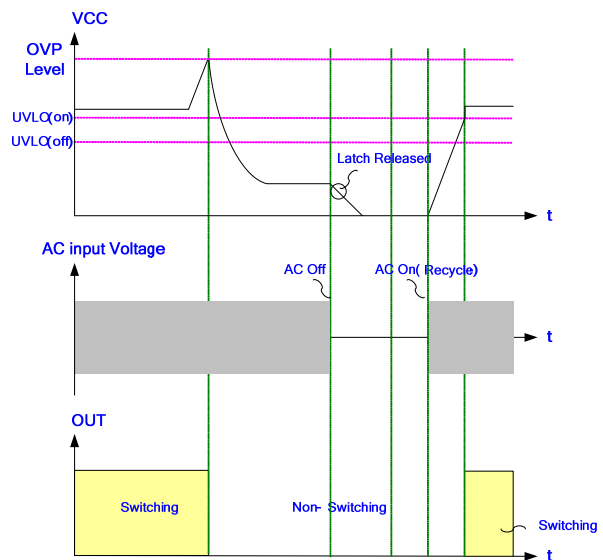 VCC
OVP
Level
UVLO(on)
UVLO(off)
Latch Released
t
AC input Voltage
AC Off
AC On( Recycle)
t
OUT
Switching
Non- Switching
Switching
t